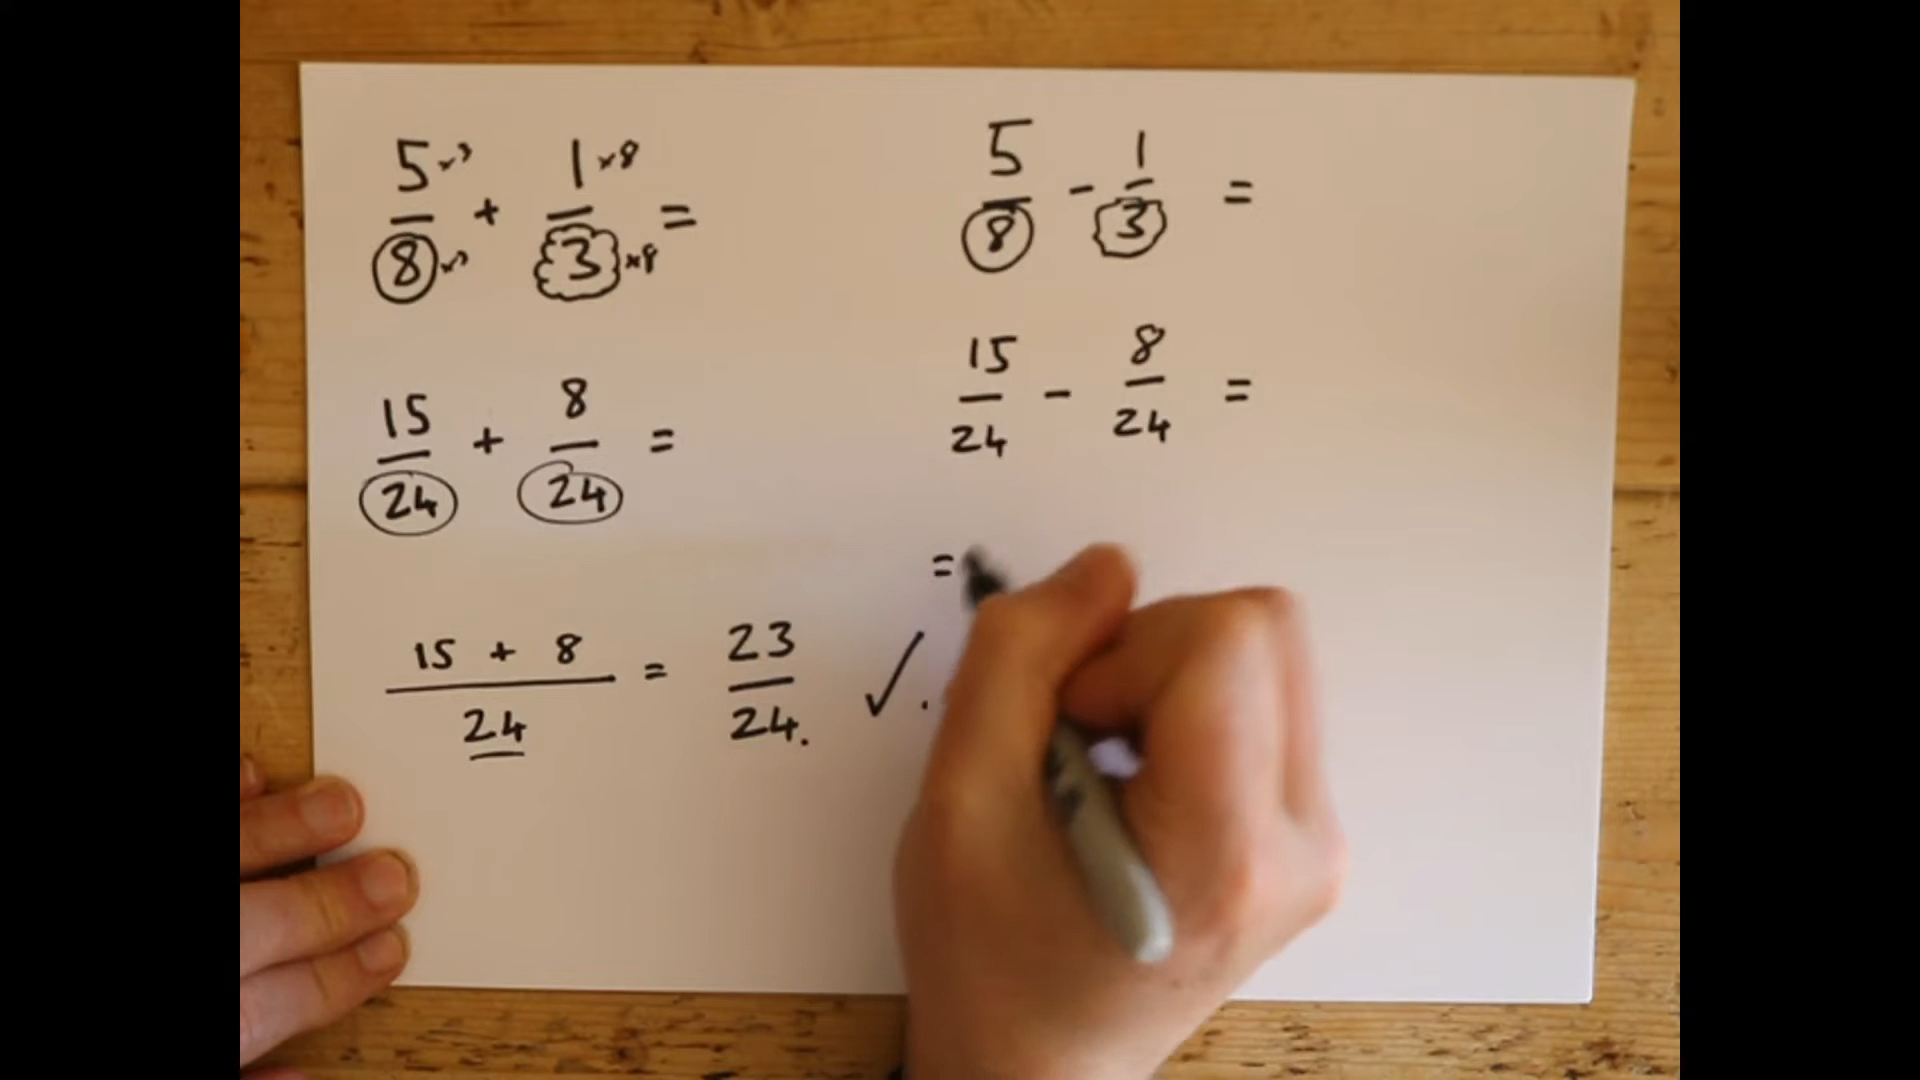 5×3/8×3 + 1×8/3×8 =
15/24 + 8/24 =
15 + 8/24 = 23/24. ✓.
5/8 - 1/3 =
15/24 - 8/24 =
=